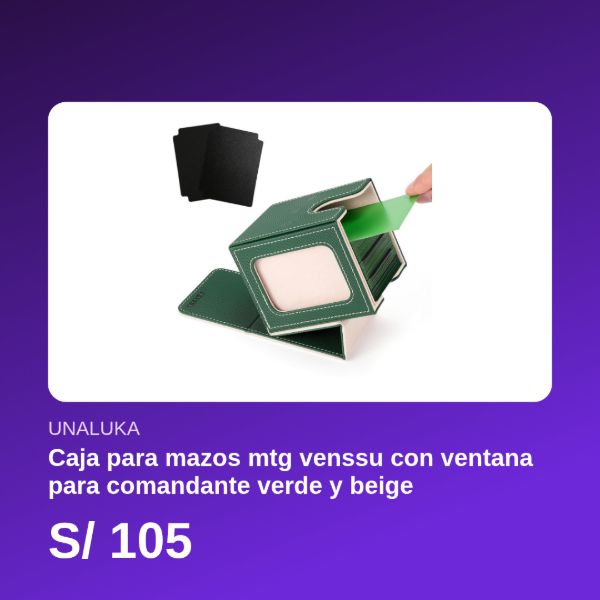 UNALUKA
Caja para mazos mtg venssu con ventana
para comandante verde y beige
S/ 105